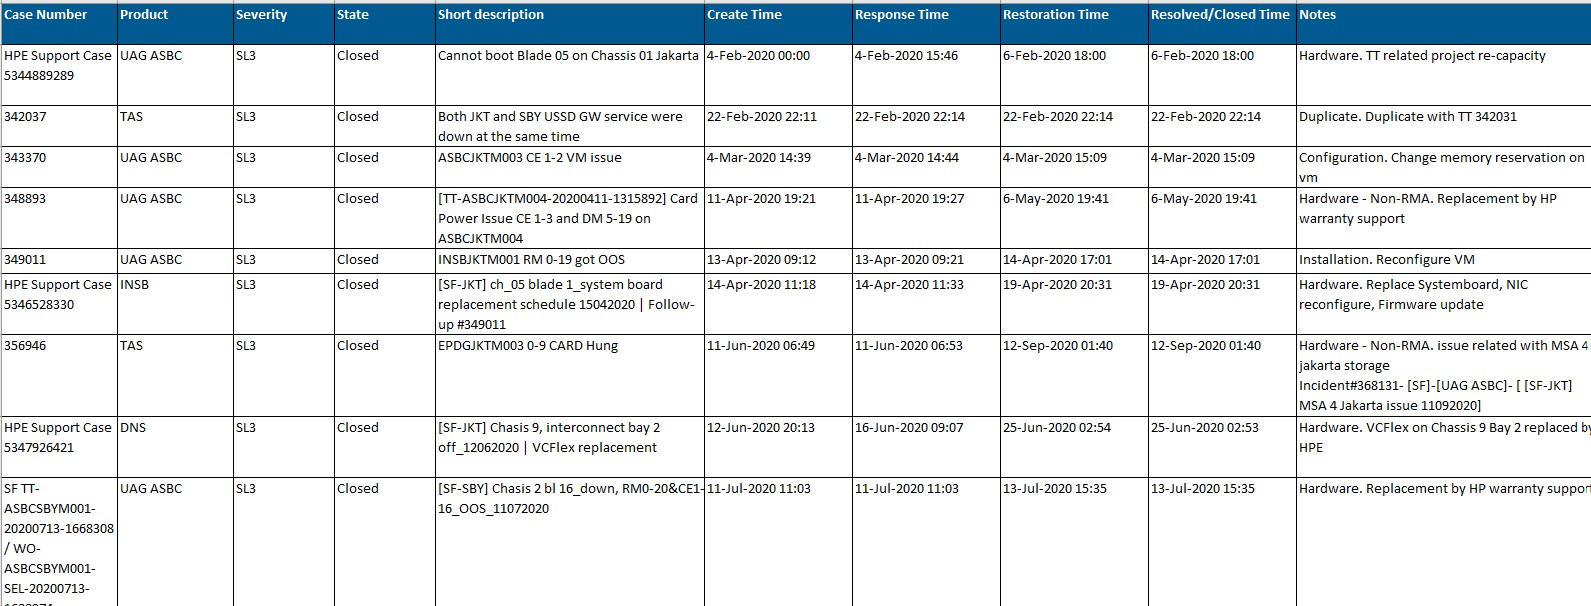 Case Number Product Severity State Short description Create Time Response Time Restoration Time Resolved/Closed Time Notes
HPE Support Case UAG ASBC SL3 Closed Cannot boot Blade 05 on Chassis 01 Jakarta 4-Feb-2020 00:00 4-Feb-2020 15:46 6-Feb-2020 18:00 6-Feb-2020 18:00 Hardware. TT related project re-capacity
5344889289
342037 TAS SL3 Closed Both JKT and SBY USSD GW service were 22-Feb-2020 22:11 22-Feb-2020 22:14 22-Feb-2020 22:14 22-Feb-2020 22:14 Duplicate. Duplicate with TT 342031
down at the same time
343370 UAG ASBC SL3 Closed ASBCJKTM003 CE 1-2 VM issue 4-Mar-2020 14:39 4-Mar-2020 14:44 4-Mar-2020 15:09 4-Mar-2020 15:09 Configuration. Change memory reservation on
vm
348893 UAG ASBC SL3 Closed [TT-ASBCJKTM004-20200411-1315892] Card 11-Apr-2020 19:21 11-Apr-2020 19:27 6-May-2020 19:41 6-May-2020 19:41 Hardware - Non-RMA. Replacement by HP
Power Issue CE 1-3 and DM 5-19 on warranty support
ASBCJKTM004
349011 UAG ASBC SL3 Closed INSBJKTM001 RM 0-19 got OOS 13-Apr-2020 09:12 13-Apr-2020 09:21 14-Apr-2020 17:01 14-Apr-2020 17:01 Installation. Reconfigure VM
HPE Support Case INSB SL3 Closed [SF-JKT] ch_05 blade 1_system board 14-Apr-2020 11:18 14-Apr-2020 11:33 19-Apr-2020 20:31 19-Apr-2020 20:31 Hardware. Replace Systemboard, NIC
5346528330 replacement schedule 15042020 | Follow- reconfigure, Firmware update
up #349011
356946 TAS SL3 Closed EPDGJKTM003 0-9 CARD Hung 11-Jun-2020 06:49 11-Jun-2020 06:53 12-Sep-2020 01:40 12-Sep-2020 01:40 Hardware - Non-RMA. issue related with MSA 4
jakarta storage
Incident#368131- [SF]-[UAG ASBC]- [ [SF-JKT]
MSA 4 Jakarta issue 11092020]
HPE Support Case DNS SL3 Closed [SF-JKT] Chasis 9, interconnect bay 2 12-Jun-2020 20:13 16-Jun-2020 09:07 25-Jun-2020 02:54 25-Jun-2020 02:53 Hardware. VCFlex on Chassis 9 Bay 2 replaced by
5347926421 off_12062020 | VCFlex replacement HPE
SF TT- UAG ASBC SL3 Closed [SF-SBY] Chasis 2 bl 16_down, RM0-20&CE1- 11-Jul-2020 11:03 11-Jul-2020 11:03 13-Jul-2020 15:35 13-Jul-2020 15:35 Hardware. Replacement by HP warranty support
ASBCSBYM001- 16_OOS_11072020
20200713-1668308
/ WO-
ASBCSBYM001-
SEL-20200713-